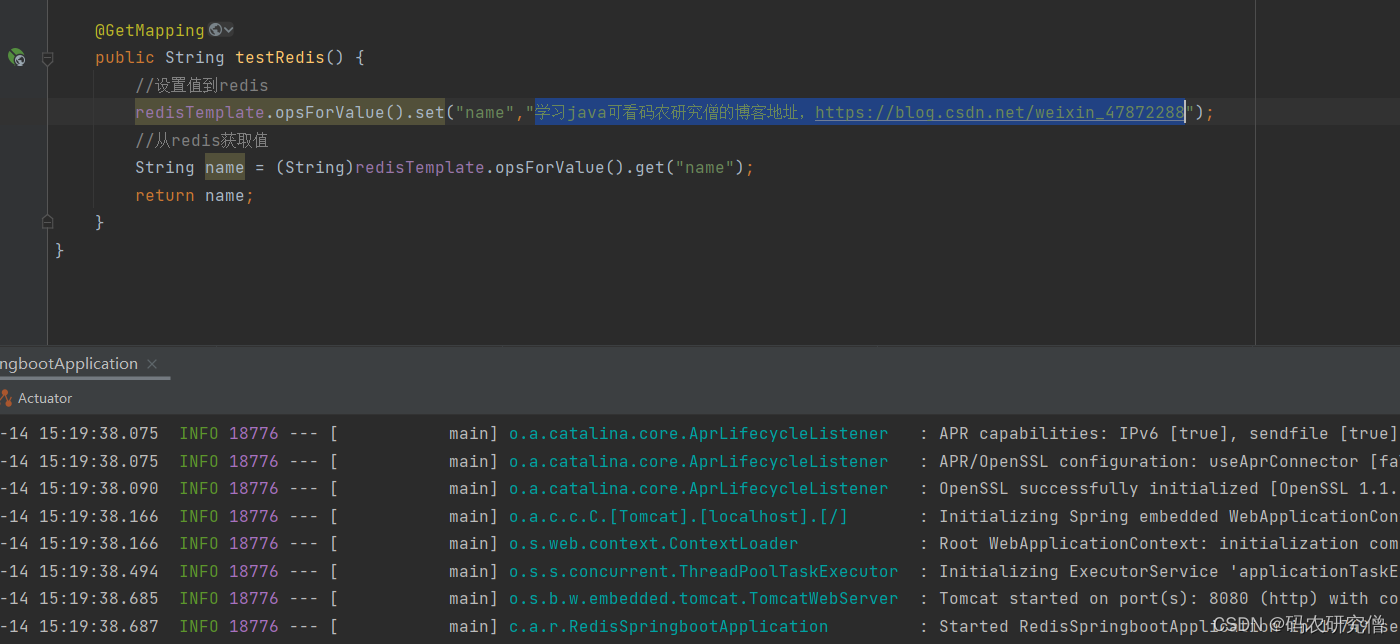 @GetMapping
public String testRedis() {
//设置值到redis
redisTemplate.opsForValue().set("name","学习java可看码农研究僧的博客地址，https://blog.csdn.net/weixin_47872288");
//从redis获取值
String name = (String)redisTemplate.opsForValue().get("name");
return name;
}
}
ngbootApplication
Actuator
-14 15:19:38.075 INFO 18776 --- [ main] o.a.catalina.core.AprLifecycleListener : APR capabilities: IPv6 [true], sendfile [true]
-14 15:19:38.075 INFO 18776 --- [ main] o.a.catalina.core.AprLifecycleListener : APR/OpenSSL configuration: useAprConnector [fa
-14 15:19:38.090 INFO 18776 --- [ main] o.a.catalina.core.AprLifecycleListener : OpenSSL successfully initialized [OpenSSL 1.1.
-14 15:19:38.166 INFO 18776 --- [ main] o.a.c.c.C.[Tomcat].[localhost].[/] : Initializing Spring embedded WebApplicationCon
-14 15:19:38.166 INFO 18776 --- [ main] o.s.web.context.ContextLoader : Root WebApplicationContext: initialization com
-14 15:19:38.494 INFO 18776 --- [ main] o.s.s.concurrent.ThreadPoolTaskExecutor : Initializing ExecutorService 'applicationTaskE
-14 15:19:38.685 INFO 18776 --- [ main] o.s.b.w.embedded.tomcat.TomcatWebServer : Tomcat started on port(s): 8080 (http) with co
-14 15:19:38.687 INFO 18776 --- [ main] c.a.r.RedisSpringbootApplication : Started RedisSpringbootApplication in
CSDN @码农研究僧